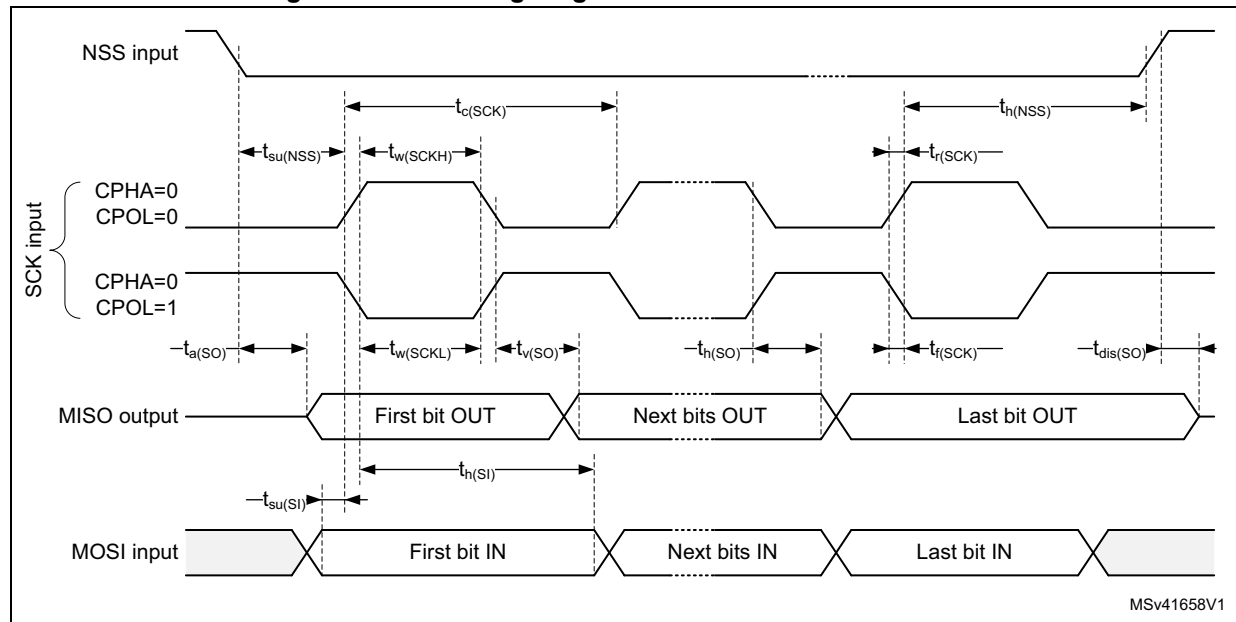 NSS input
tc(SCK)
th(NSS)
tsu(NSS)
tw(SCKH)
tr(SCK)
SCK input
CPHA=0
CPOL=0
CPHA=0
CPOL=1
ta(SO)
tw(SCKL)
tv(SO)
th(SO)
tf(SCK)
tdis(SO)
MISO output
First bit OUT
Next bits OUT
Last bit OUT
th(SI)
tsu(SI)
MOSI input
First bit IN
Next bits IN
Last bit IN
MSv41658V1